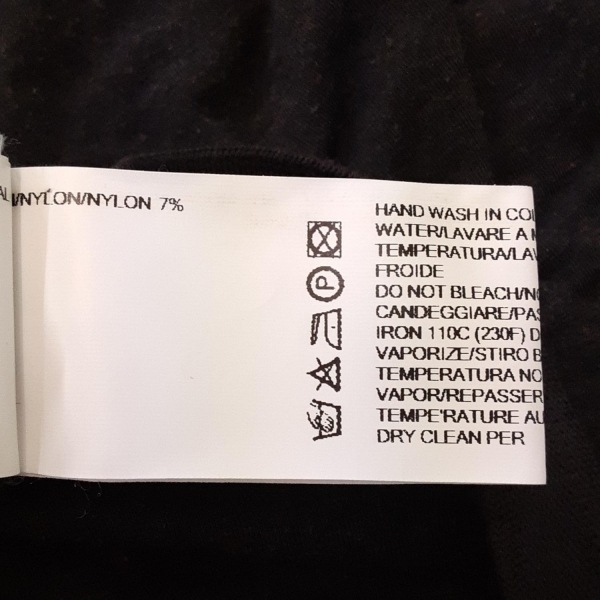 /NYLON/NYLON 7%
HAND WASH IN
WATER/LAVARE A
TEMPERATURA/LAV
FROIDE
DO NOT BLEACH/NO
CANDEGGIARE/PAS
IRON 110C (230F) D
VAPORIZE/STIRO B
TEMPERATURA NO
VAPOR/REPASSER
TEMPE'RATURE AU
DRY CLEAN PER
P